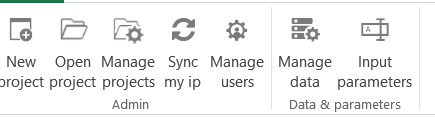 New project
Open project
Manage projects
Sync my ip
Manage users
Manage data
Input parameters
Admin
Data & parameters